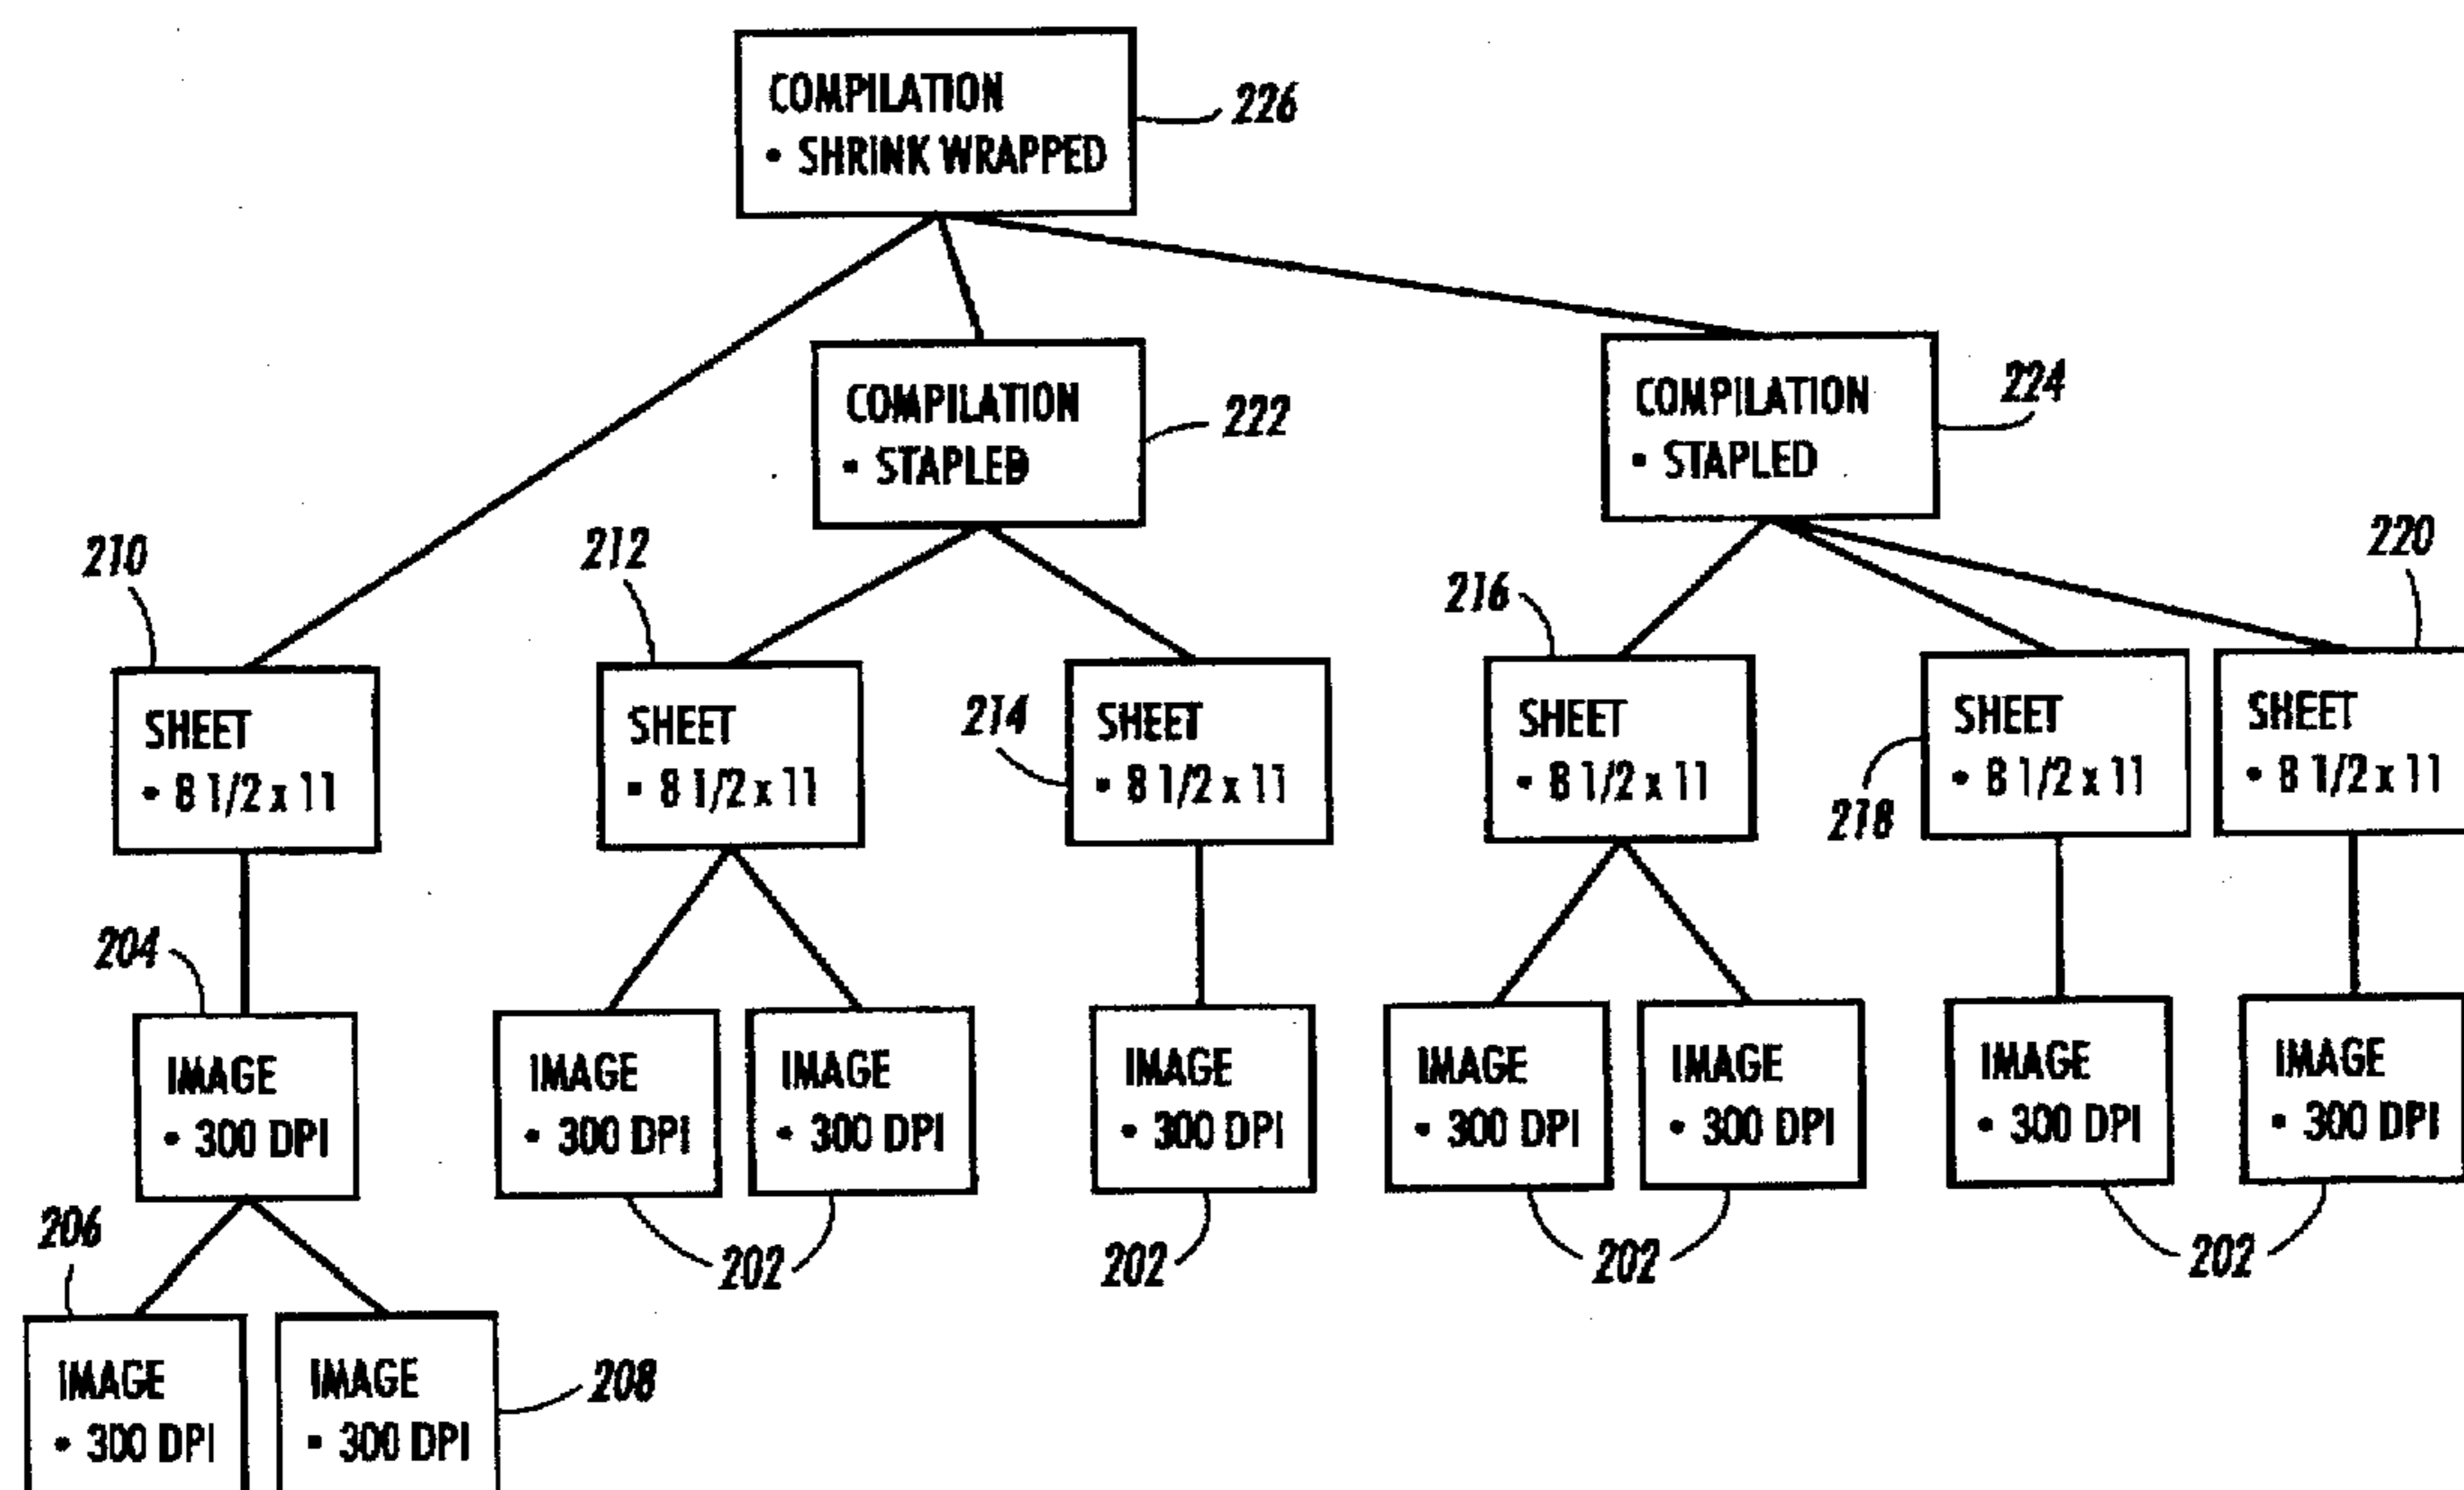 COMPILATION
• SHRINK WRAPPED
226
COMPILATION
• STAPLED
222
COMPILATION
• STAPLED
224
210
212
216
220
SHEET
• 8 1/2 x 11
SHEET
• 8 1/2 x 11
214
SHEET
• 8 1/2 x 11
SHEET
• 8 1/2 x 11
218
SHEET
• 8 1/2 x 11
SHEET
• 8 1/2 x 11
204
IMAGE
• 300 DPI
IMAGE
• 300 DPI
IMAGE
• 300 DPI
IMAGE
• 300 DPI
IMAGE
• 300 DPI
IMAGE
• 300 DPI
IMAGE
• 300 DPI
IMAGE
• 300 DPI
206
202
202
202
202
IMAGE
• 300 DPI
IMAGE
• 300 DPI
208